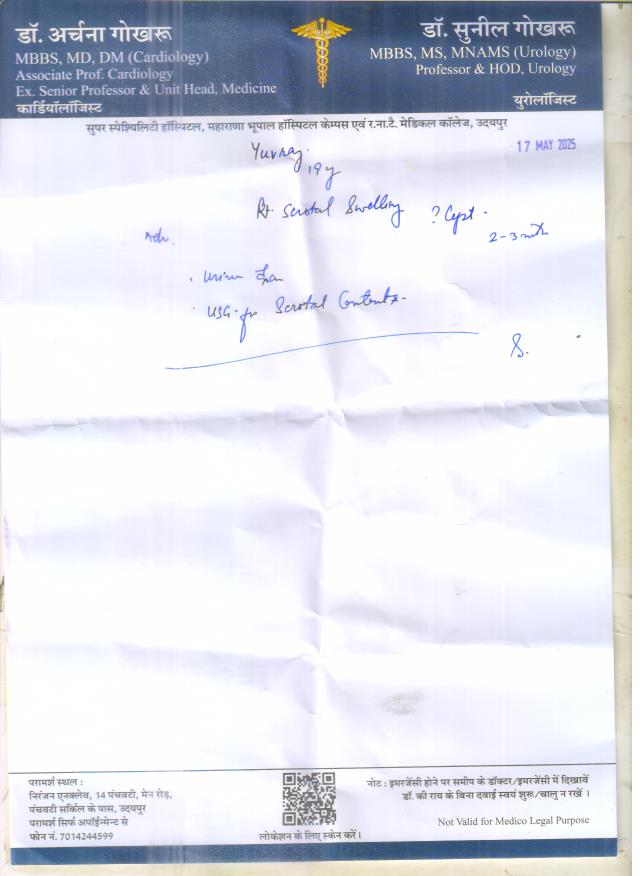 डॉ. अर्चना गोखरू
MBBS, MD, DM (Cardiology)
Associate Prof. Cardiology
Ex. Senior Professor & Unit Head, Medicine
कार्डियॉलॉजिस्ट
डॉ. सुनील गोखरू
MBBS, MS, MNAMS (Urology)
Professor & HOD, Urology
युरोलॉजिस्ट
सुपर स्पेश्यिलिटी हॉस्पिटल, महाराणा भूपाल हॉस्पिटल केम्पस एवं र.ना.टै. मेडिकल कॉलेज, उदयपुर
17 MAY 2025
Yuvraj
19y
Rt. Scrotal Swelling ? Cyst.
2-3 mth
Adv.
Urine
USG for Scrotal Contents
परामर्श स्थल :
निरंजन एनक्लेव, 14 पंचवटी, मेन रोड़,
पंचवटी सर्किल के पास, उदयपुर
परामर्श सिर्फ अपॉईन्मेन्ट से
फोन नं. 7014244599
लोकेशन के लिए स्केन करें।
नोट : इमरजेंसी होने पर समीप के डॉक्टर/इमरजेंसी में दिखावें
डॉ. की राय के बिना दवाई स्वयं शुरू/चालु न रखें ।
Not Valid for Medico Legal Purpose